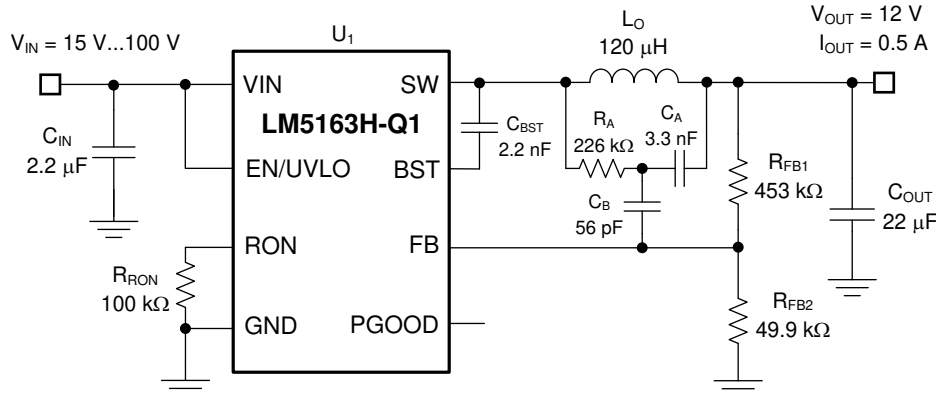 V_IN = 15 V...100 V
U₁
L_O
120 µH
V_OUT = 12 V
I_OUT = 0.5 A
VIN
SW
LM5163H-Q1
C_IN
2.2 µF
C_BST
2.2 nF
R_A
226 kΩ
C_A
3.3 nF
EN/UVLO
BST
R_FB1
453 kΩ
C_OUT
22 µF
C_B
56 pF
RON
FB
R_RON
100 kΩ
GND
PGOOD
R_FB2
49.9 kΩ